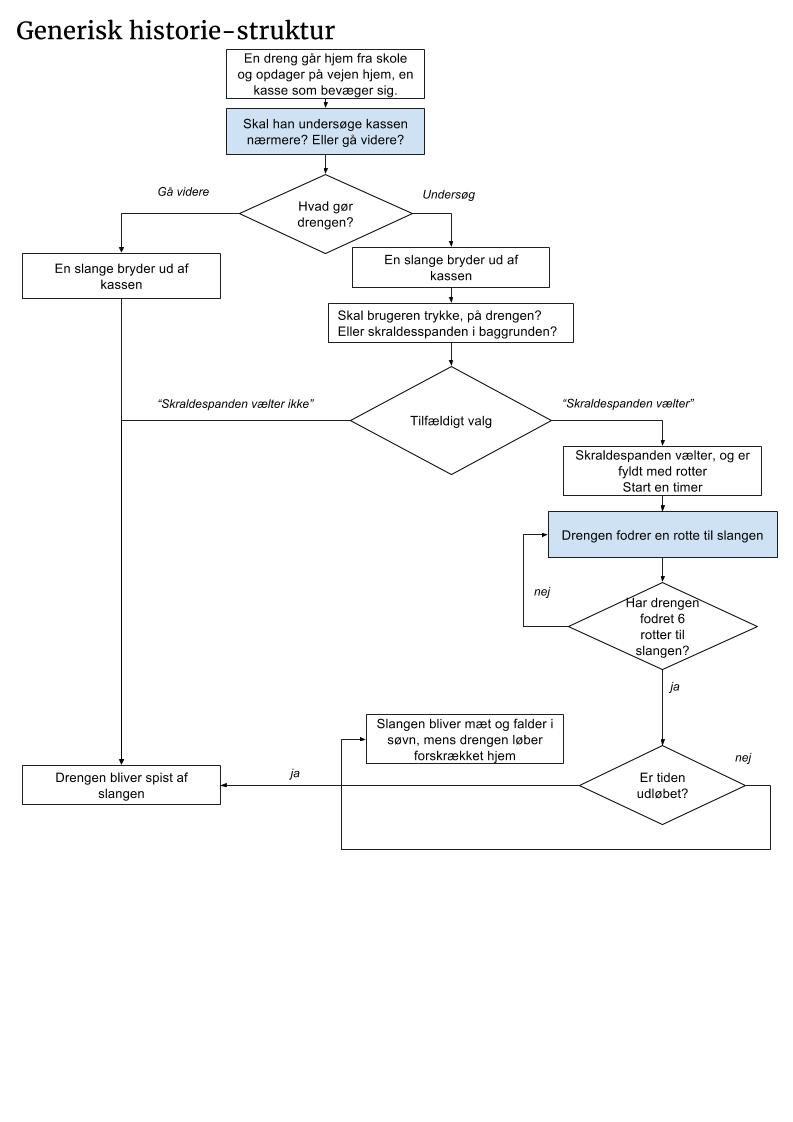 Generisk historie-struktur
En dreng går hjem fra skole
og opdager på vejen hjem, en
kasse som bevæger sig.
Skal han undersøge kassen
nærmere? Eller gå videre?
Gå videre
Undersøg
Hvad gør
drengen?
En slange bryder ud af
kassen
En slange bryder ud af
kassen
Skal brugeren trykke, på drengen?
Eller skraldesspanden i baggrunden?
“Skraldespanden vælter ikke”
Tilfældigt valg
“Skraldespanden vælter”
Skraldespanden vælter, og er
fyldt med rotter
Start en timer
Drengen fodrer en rotte til slangen
nej
Har drengen
fodret 6
rotter til
slangen?
ja
Slangen bliver mæt og falder i
søvn, mens drengen løber
forskrækket hjem
nej
Drengen bliver spist af
slangen
ja
Er tiden
udløbet?